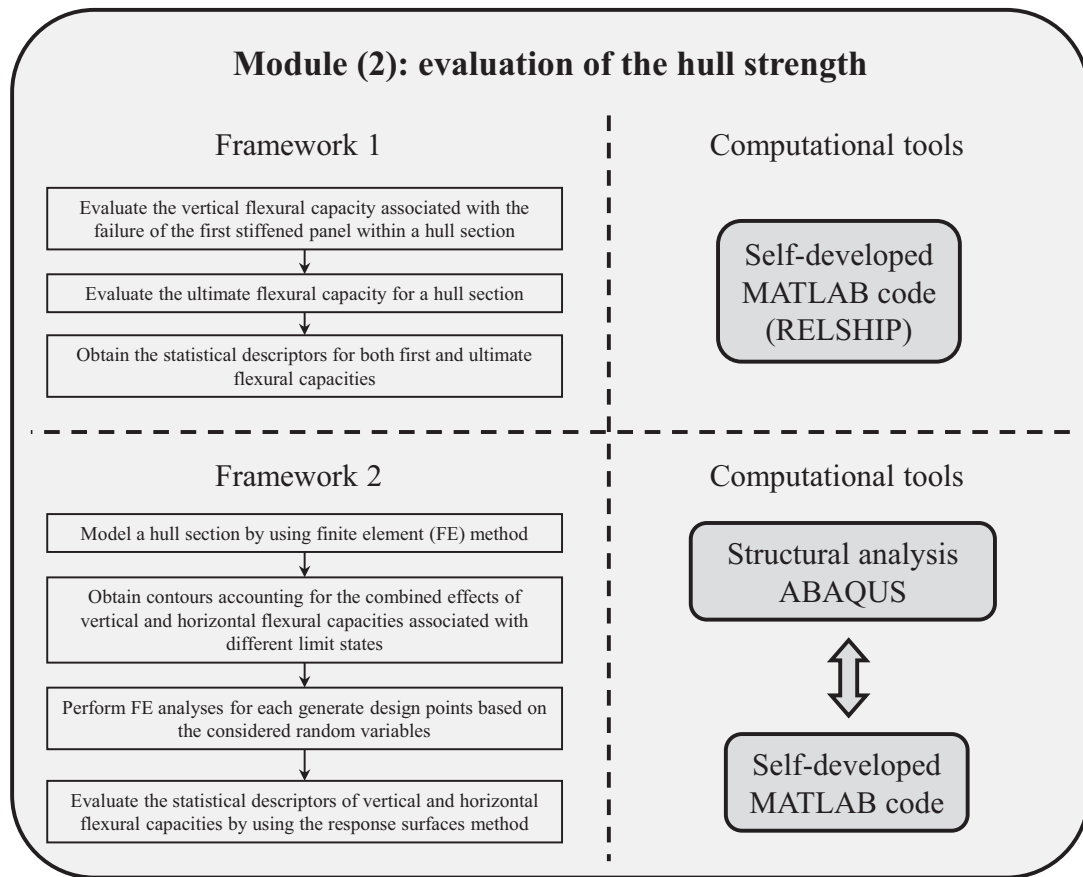 Module (2): evaluation of the hull strength
Framework 1
Evaluate the vertical flexural capacity associated with the
failure of the first stiffened panel within a hull section
Evaluate the ultimate flexural capacity for a hull section
Obtain the statistical descriptors for both first and ultimate
flexural capacities
Computational tools
Self-developed
MATLAB code
(RELSHIP)
Framework 2
Model a hull section by using finite element (FE) method
Obtain contours accounting for the combined effects of
vertical and horizontal flexural capacities associated with
different limit states
Perform FE analyses for each generate design points based on
the considered random variables
Evaluate the statistical descriptors of vertical and horizontal
flexural capacities by using the response surfaces method
Computational tools
Structural analysis
ABAQUS
Self-developed
MATLAB code